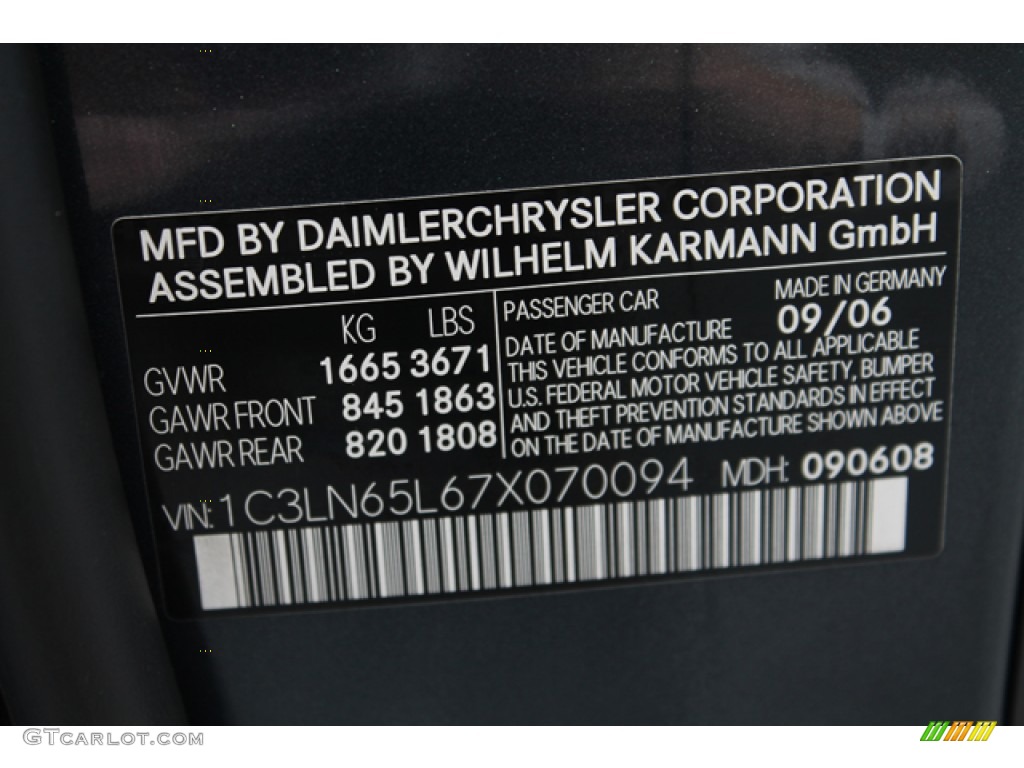 MFD BY DAIMLERCHRYSLER CORPORATION
ASSEMBLED BY WILHELM KARMANN GmbH
KG LBS
GVWR 1665 3671
GAWR FRONT 845 1863
GAWR REAR 820 1808
PASSENGER CAR MADE IN GERMANY
DATE OF MANUFACTURE 09/06
THIS VEHICLE CONFORMS TO ALL APPLICABLE
U.S. FEDERAL MOTOR VEHICLE SAFETY, BUMPER
AND THEFT PREVENTION STANDARDS IN EFFECT
ON THE DATE OF MANUFACTURE SHOWN ABOVE
VIN: 1C3LN65L67X070094 MDH: 090608
GTCARLOT.COM